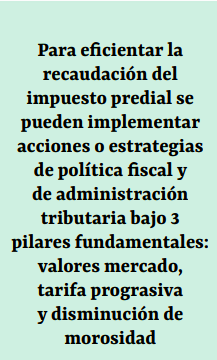 Para eficientar la
recaudación del
impuesto predial se
pueden implementar
acciones o estrategias
de política fiscal y
de administración
tributaria bajo 3
pilares fundamentales:
valores mercado,
tarifa prograsiva
y disminución de
morosidad